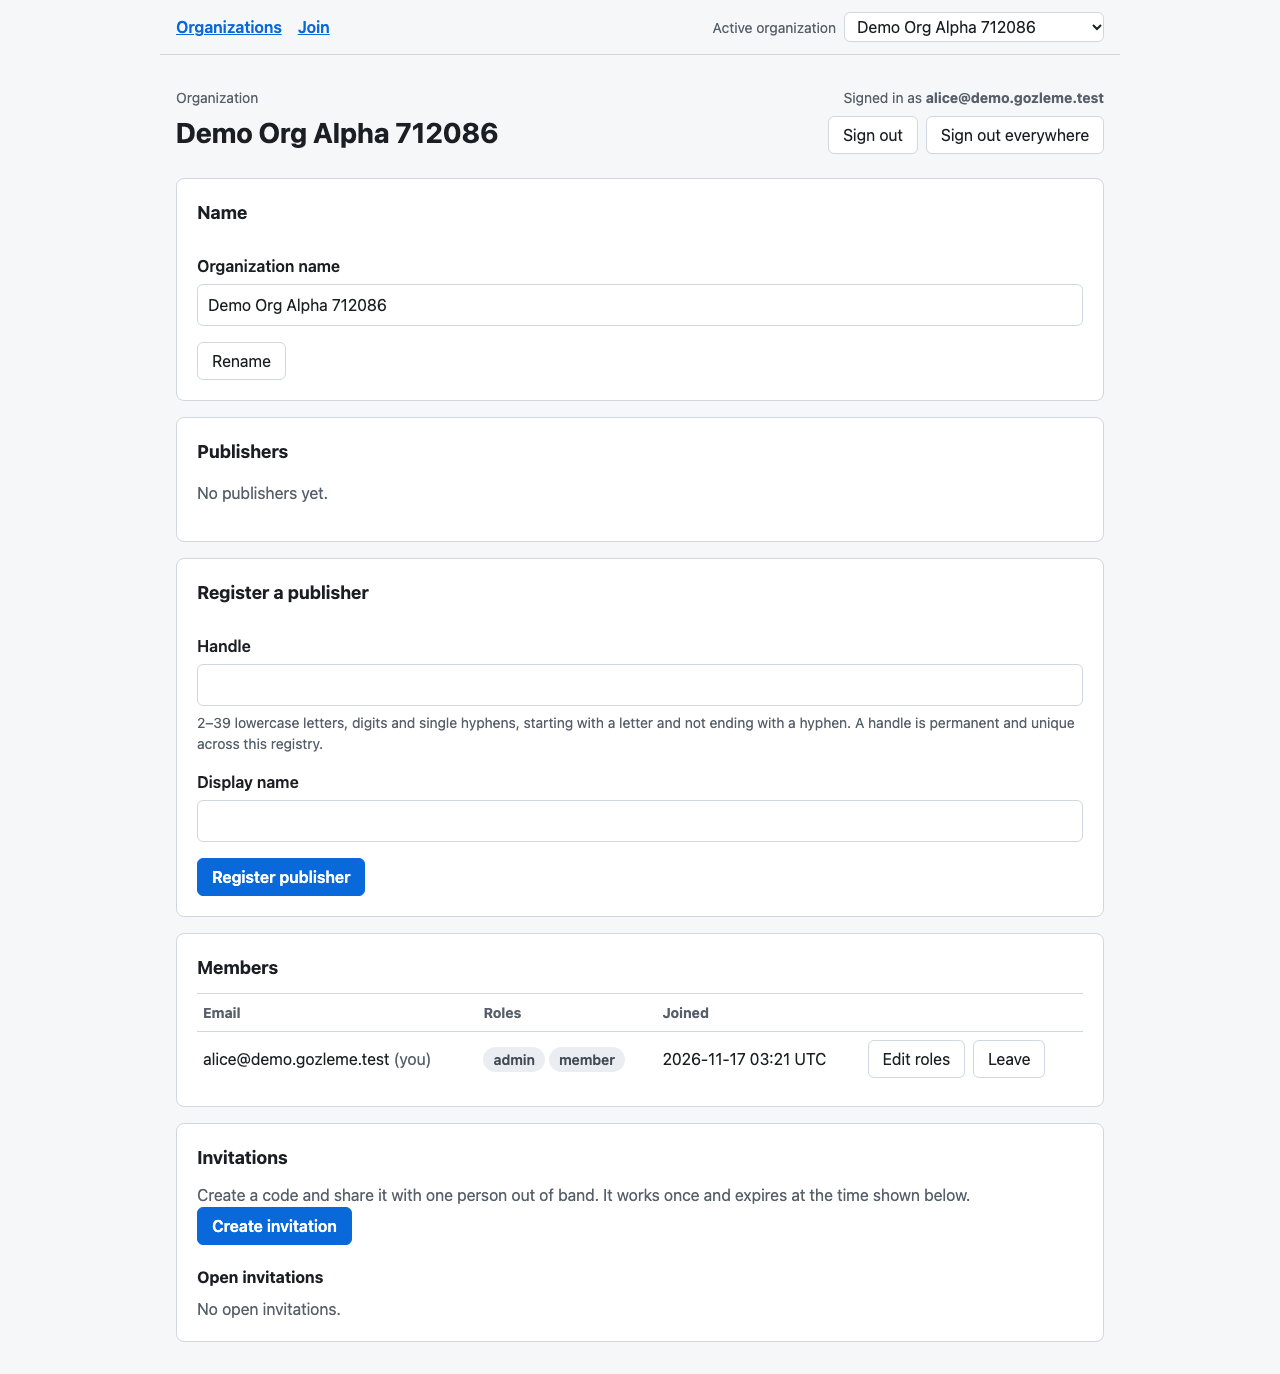 Organizations Join Active organization Demo Org Alpha 712086
Organization
Signed in as alice@demo.gozleme.test
Demo Org Alpha 712086
Sign out Sign out everywhere
Name
Organization name
Demo Org Alpha 712086
Rename
Publishers
No publishers yet.
Register a publisher
Handle
2–39 lowercase letters, digits and single hyphens, starting with a letter and not ending with a hyphen. A handle is permanent and unique
across this registry.
Display name
Register publisher
Members
Email Roles Joined
alice@demo.gozleme.test (you) admin member 2026-11-17 03:21 UTC Edit roles Leave
Invitations
Create a code and share it with one person out of band. It works once and expires at the time shown below.
Create invitation
Open invitations
No open invitations.